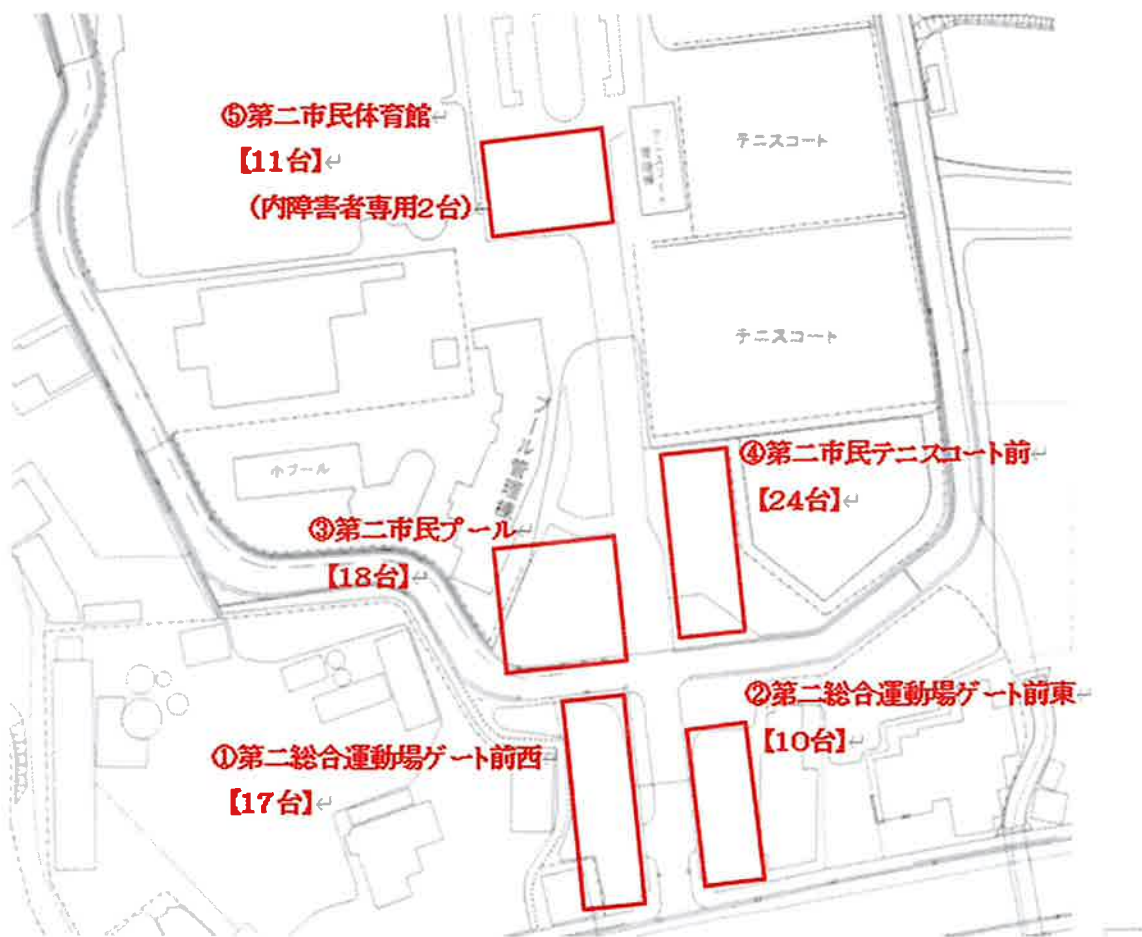 ⑤第二市民体育館↵
【11台】↵
(内障害者専用2台)↵
テニスコート
テニスコート
④第二市民テニスコート前↵
【24台】↵
小プール
プール管理棟
③第二市民プール↵
【18台】↵
②第二総合運動場ゲート前東↵
【10台】↵
①第二総合運動場ゲート前西↵
【17台】↵